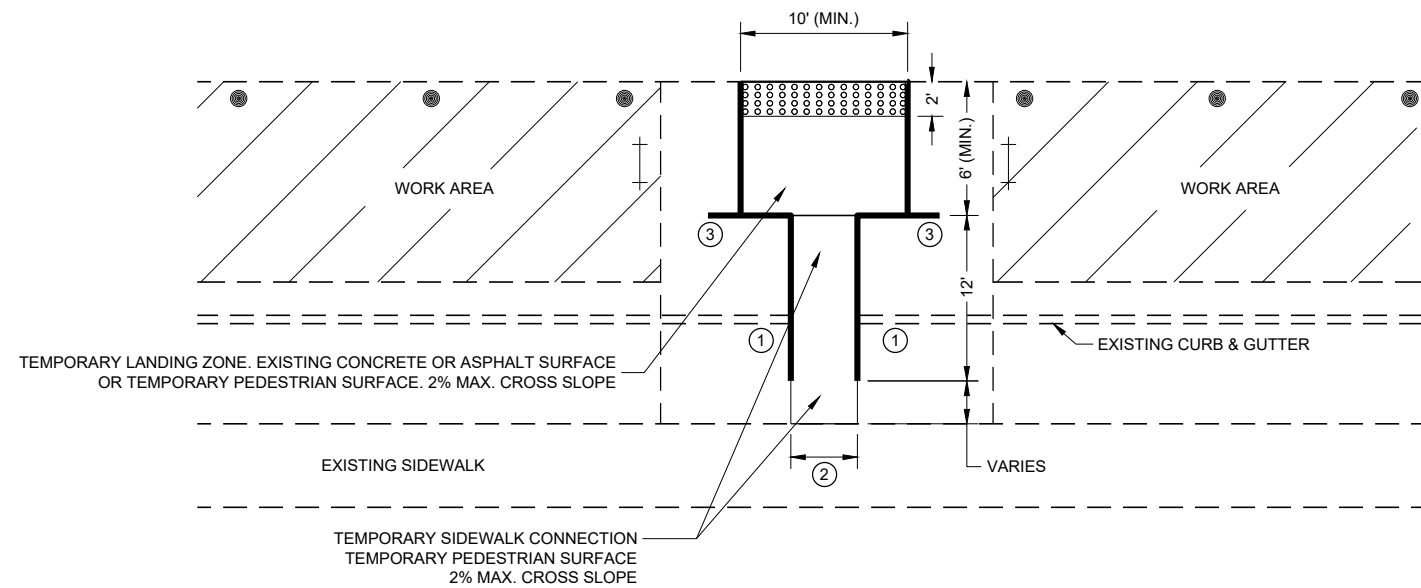 10' (MIN.)
2'
6' (MIN.)
WORK AREA
WORK AREA
3
3
12'
1
1
EXISTING CURB & GUTTER
TEMPORARY LANDING ZONE. EXISTING CONCRETE OR ASPHALT SURFACE
OR TEMPORARY PEDESTRIAN SURFACE. 2% MAX. CROSS SLOPE
EXISTING SIDEWALK
2
VARIES
TEMPORARY SIDEWALK CONNECTION
TEMPORARY PEDESTRIAN SURFACE
2% MAX. CROSS SLOPE